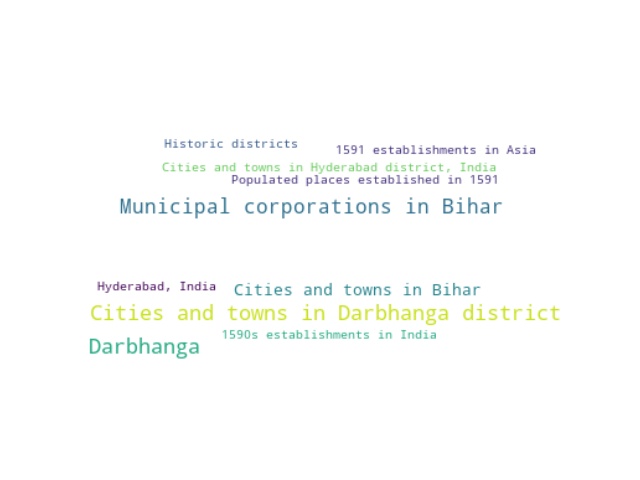 Historic districts
1591 establishments in Asia
Cities and towns in Hyderabad district, India
Populated places established in 1591
Municipal corporations in Bihar
Hyderabad, India
Cities and towns in Bihar
Cities and towns in Darbhanga district
1590s establishments in India
Darbhanga